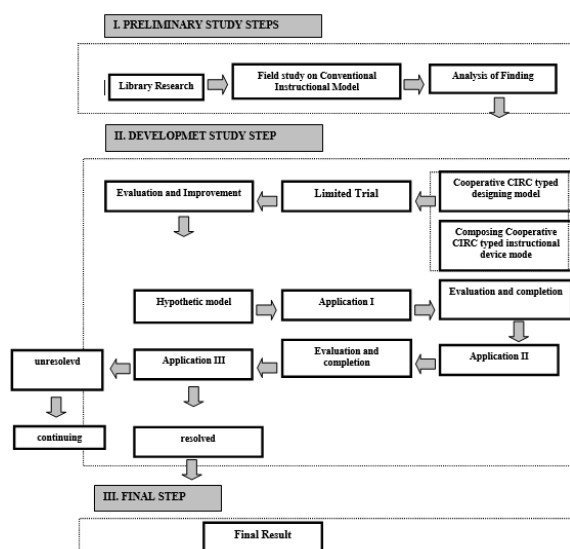 I. PRELIMINARY STUDY STEPS
Library Research
Field study on Conventional
Instructional Model
Analysis of Finding
II. DEVELOPMET STUDY STEP
Evaluation and Improvement
Limited Trial
Cooperative CIRC typed
designing model
Composing Cooperative
CIRC typed instructional
device mode
Hypothetic model
Application I
Evaluation and completion
unresolevd
Application III
Evaluation and
completion
Application II
continuing
resolved
III. FINAL STEP
Final Result